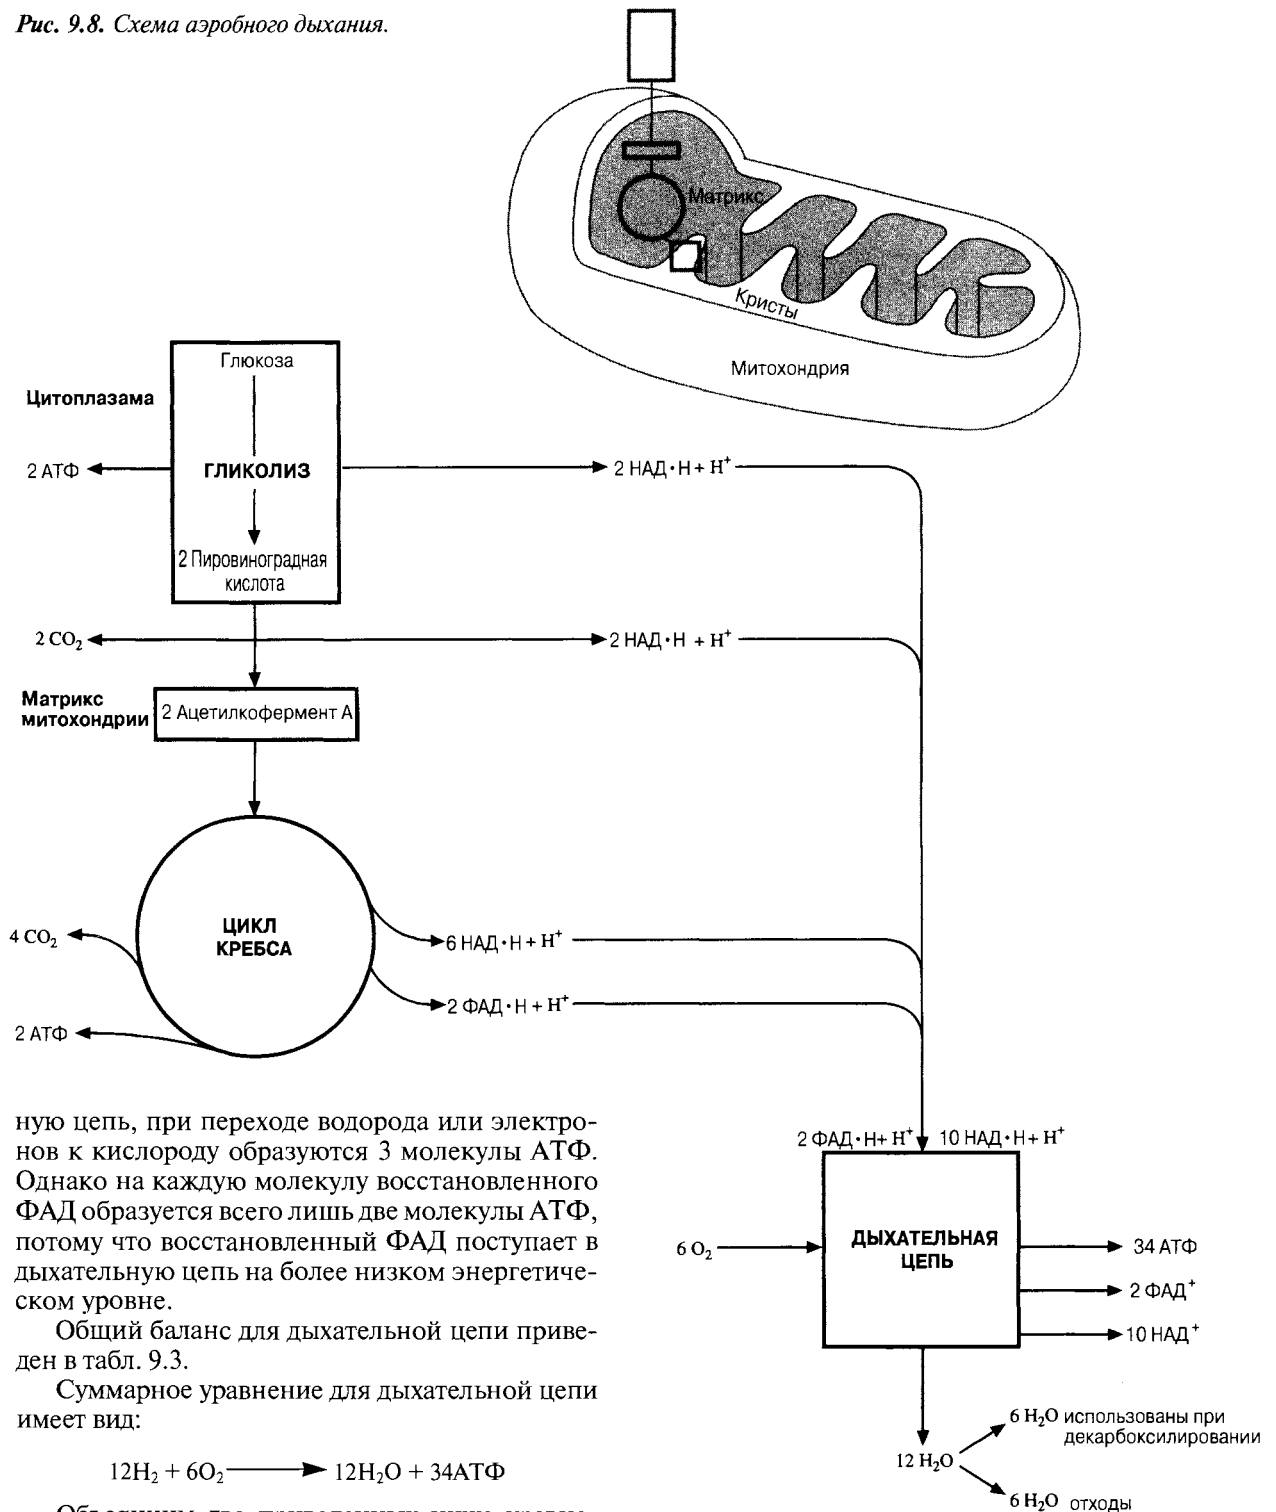 Рис. 9.8. Схема аэробного дыхания.
Матрикс
Кристы
Митохондрия
Глюкоза
Цитоплазама
2 АТФ
ГЛИКОЛИЗ
2 НАД·Н + Н⁺
2 Пировиноградная
кислота
2 CO₂
2 НАД·Н + Н⁺
Матрикс
митохондрии
2 Ацетилкофермент А
ЦИКЛ
КРЕБСА
4 CO₂
6 НАД·Н + Н⁺
2 ФАД·Н + Н⁺
2 АТФ
ную цепь, при переходе водорода или электро-
нов к кислороду образуются 3 молекулы АТФ.
Однако на каждую молекулу восстановленного
ФАД образуется всего лишь две молекулы АТФ,
потому что восстановленный ФАД поступает в
дыхательную цепь на более низком энергетиче-
ском уровне.
Общий баланс для дыхательной цепи приве-
ден в табл. 9.3.
Суммарное уравнение для дыхательной цепи
имеет вид:
12H₂ + 6O₂ → 12H₂O + 34АТФ
2 ФАД·Н+ Н⁺ 10 НАД·Н + Н⁺
6 O₂
ДЫХАТЕЛЬНАЯ
ЦЕПЬ
34 АТФ
2 ФАД⁺
10 НАД⁺
12 H₂O
6 H₂O использованы при
декарбоксилировании
6 H₂O отходы